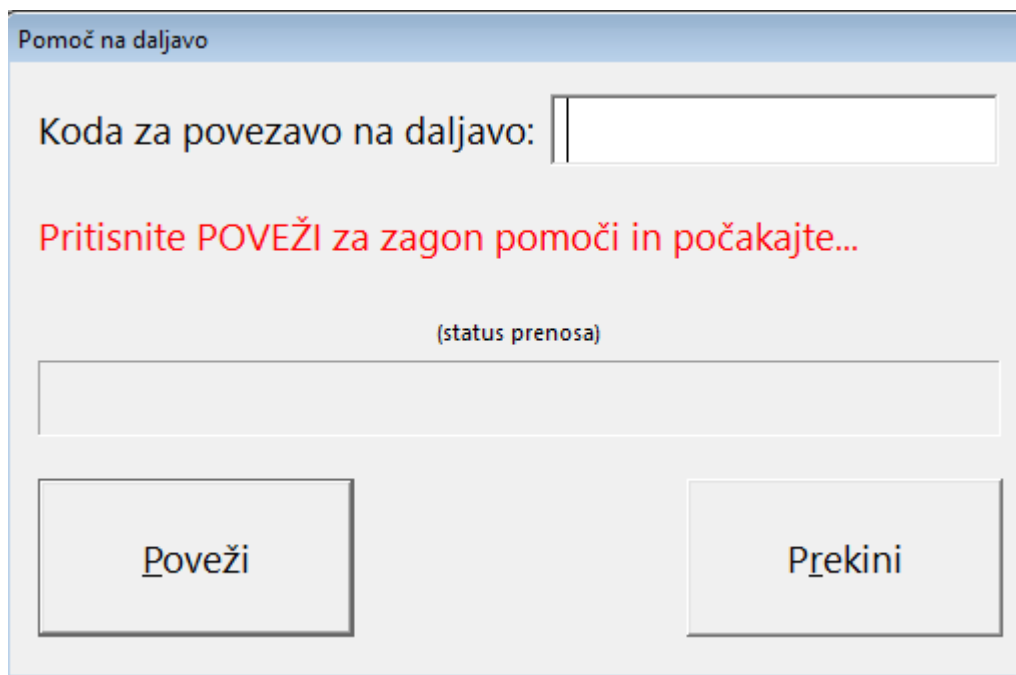 Pomoč na daljavo
Koda za povezavo na daljavo:
Pritisnite POVEŽI za zagon pomoči in počakajte...
(status prenosa)
Poveži
Prekini